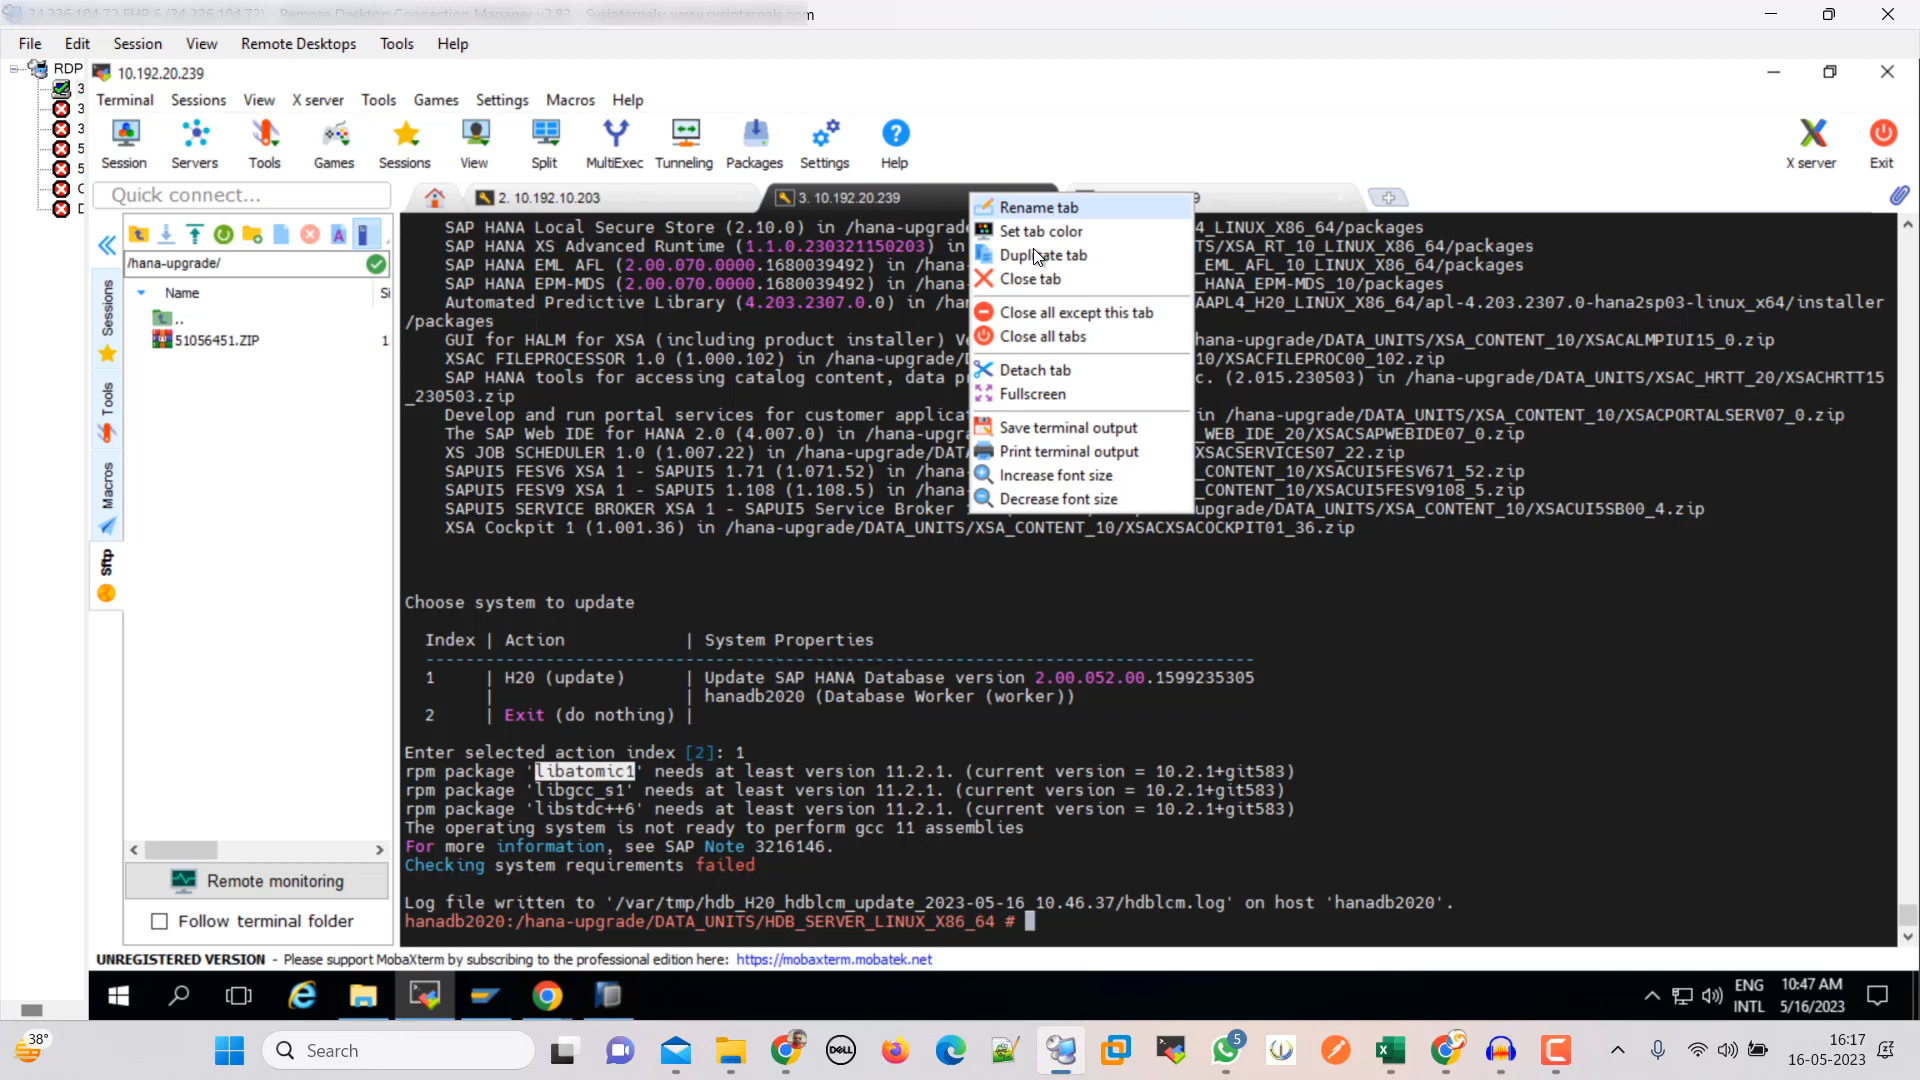 File Edit Session View Remote Desktops Tools Help
RDP
10.192.20.239
Terminal Sessions View X server Tools Games Settings Macros Help
Session Servers Tools Games Sessions View Split MultiExec Tunneling Packages Settings Help X server Exit
Quick connect...
2. 10.192.10.203
3. 10.192.20.239
/hana-upgrade/
Name
..
51056451.ZIP
Sessions
Tools
Macros
Sftp
Remote monitoring
Follow terminal folder
Rename tab
Set tab color
Duplicate tab
Close tab
Close all except this tab
Close all tabs
Detach tab
Fullscreen
Save terminal output
Print terminal output
Increase font size
Decrease font size
SAP HANA Local Secure Store (2.10.0) in /hana-upgrade 4_LINUX_X86_64/packages
SAP HANA XS Advanced Runtime (1.1.0.230321150203) in TS/XSA_RT_10_LINUX_X86_64/packages
SAP HANA EML AFL (2.00.070.0000.1680039492) in /hana- _EML_AFL_10_LINUX_X86_64/packages
SAP HANA EPM-MDS (2.00.070.0000.1680039492) in /hana- _HANA_EPM-MDS_10/packages
Automated Predictive Library (4.203.2307.0.0) in /han AAPL4_H20_LINUX_X86_64/apl-4.203.2307.0-hana2sp03-linux_x64/installer
/packages
GUI for HALM for XSA (including product installer) V hana-upgrade/DATA_UNITS/XSA_CONTENT_10/XSACALMPIUI15_0.zip
XSAC FILEPROCESSOR 1.0 (1.000.102) in /hana-upgrade/D 10/XSACFILEPROC00_102.zip
SAP HANA tools for accessing catalog content, data p c. (2.015.230503) in /hana-upgrade/DATA_UNITS/XSAC_HRTT_20/XSACHRTT15
_230503.zip
Develop and run portal services for customer applicat in /hana-upgrade/DATA_UNITS/XSA_CONTENT_10/XSACPORTALSERV07_0.zip
The SAP Web IDE for HANA 2.0 (4.007.0) in /hana-upgra _WEB_IDE_20/XSACSAPWEBIDE07_0.zip
XS JOB SCHEDULER 1.0 (1.007.22) in /hana-upgrade/DAT XSACSERVICES07_22.zip
SAPUI5 FESV6 XSA 1 - SAPUI5 1.71 (1.071.52) in /hana- _CONTENT_10/XSACUI5FESV671_52.zip
SAPUI5 FESV9 XSA 1 - SAPUI5 1.108 (1.108.5) in /hana _CONTENT_10/XSACUI5FESV9108_5.zip
SAPUI5 SERVICE BROKER XSA 1 - SAPUI5 Service Broker TS/XSA_CONTENT_10/XSACUI5SB00_4.zip
XSA Cockpit 1 (1.001.36) in /hana-upgrade/DATA_UNITS/XSA_CONTENT_10/XSACXSACOCKPIT01_36.zip
Choose system to update
Index | Action | System Properties
1 | H20 (update) | Update SAP HANA Database version 2.00.052.00.1599235305
| | hanadb2020 (Database Worker (worker))
2 | Exit (do nothing) |
Enter selected action index [2]: 1
rpm package 'libatomic1' needs at least version 11.2.1. (current version = 10.2.1+git583)
rpm package 'libgcc_s1' needs at least version 11.2.1. (current version = 10.2.1+git583)
rpm package 'libstdc++6' needs at least version 11.2.1. (current version = 10.2.1+git583)
The operating system is not ready to perform gcc 11 assemblies
For more information, see SAP Note 3216146.
Checking system requirements failed
Log file written to '/var/tmp/hdb_H20_hdblcm_update_2023-05-16_10.46.37/hdblcm.log' on host 'hanadb2020'.
hanadb2020:/hana-upgrade/DATA_UNITS/HDB_SERVER_LINUX_X86_64 #
UNREGISTERED VERSION - Please support MobaXterm by subscribing to the professional edition here: https://mobaxterm.mobatek.net
ENG
INTL
10:47 AM
5/16/2023
38°
Search
DELL
5
16:17
16-05-2023